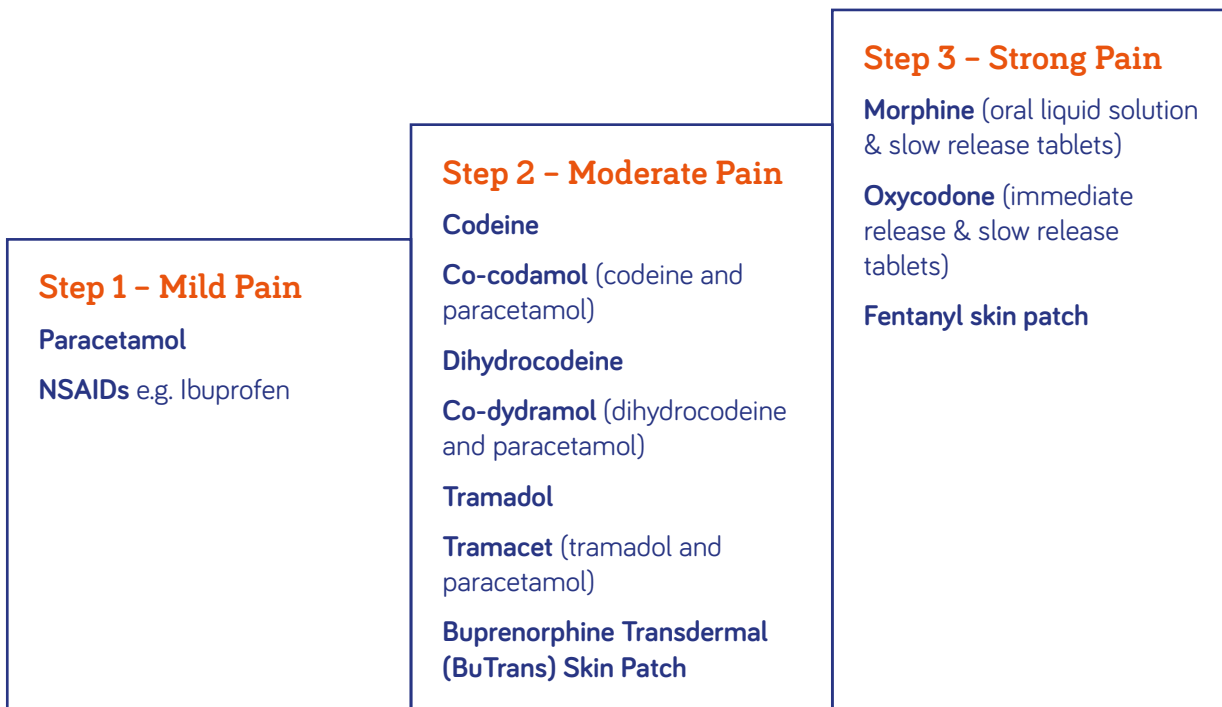 Step 1 – Mild Pain
Paracetamol
NSAIDs e.g. Ibuprofen
Step 2 – Moderate Pain
Codeine
Co-codamol (codeine and
paracetamol)
Dihydrocodeine
Co-dydramol (dihydrocodeine
and paracetamol)
Tramadol
Tramacet (tramadol and
paracetamol)
Buprenorphine Transdermal
(BuTrans) Skin Patch
Step 3 – Strong Pain
Morphine (oral liquid solution
& slow release tablets)
Oxycodone (immediate
release & slow release
tablets)
Fentanyl skin patch